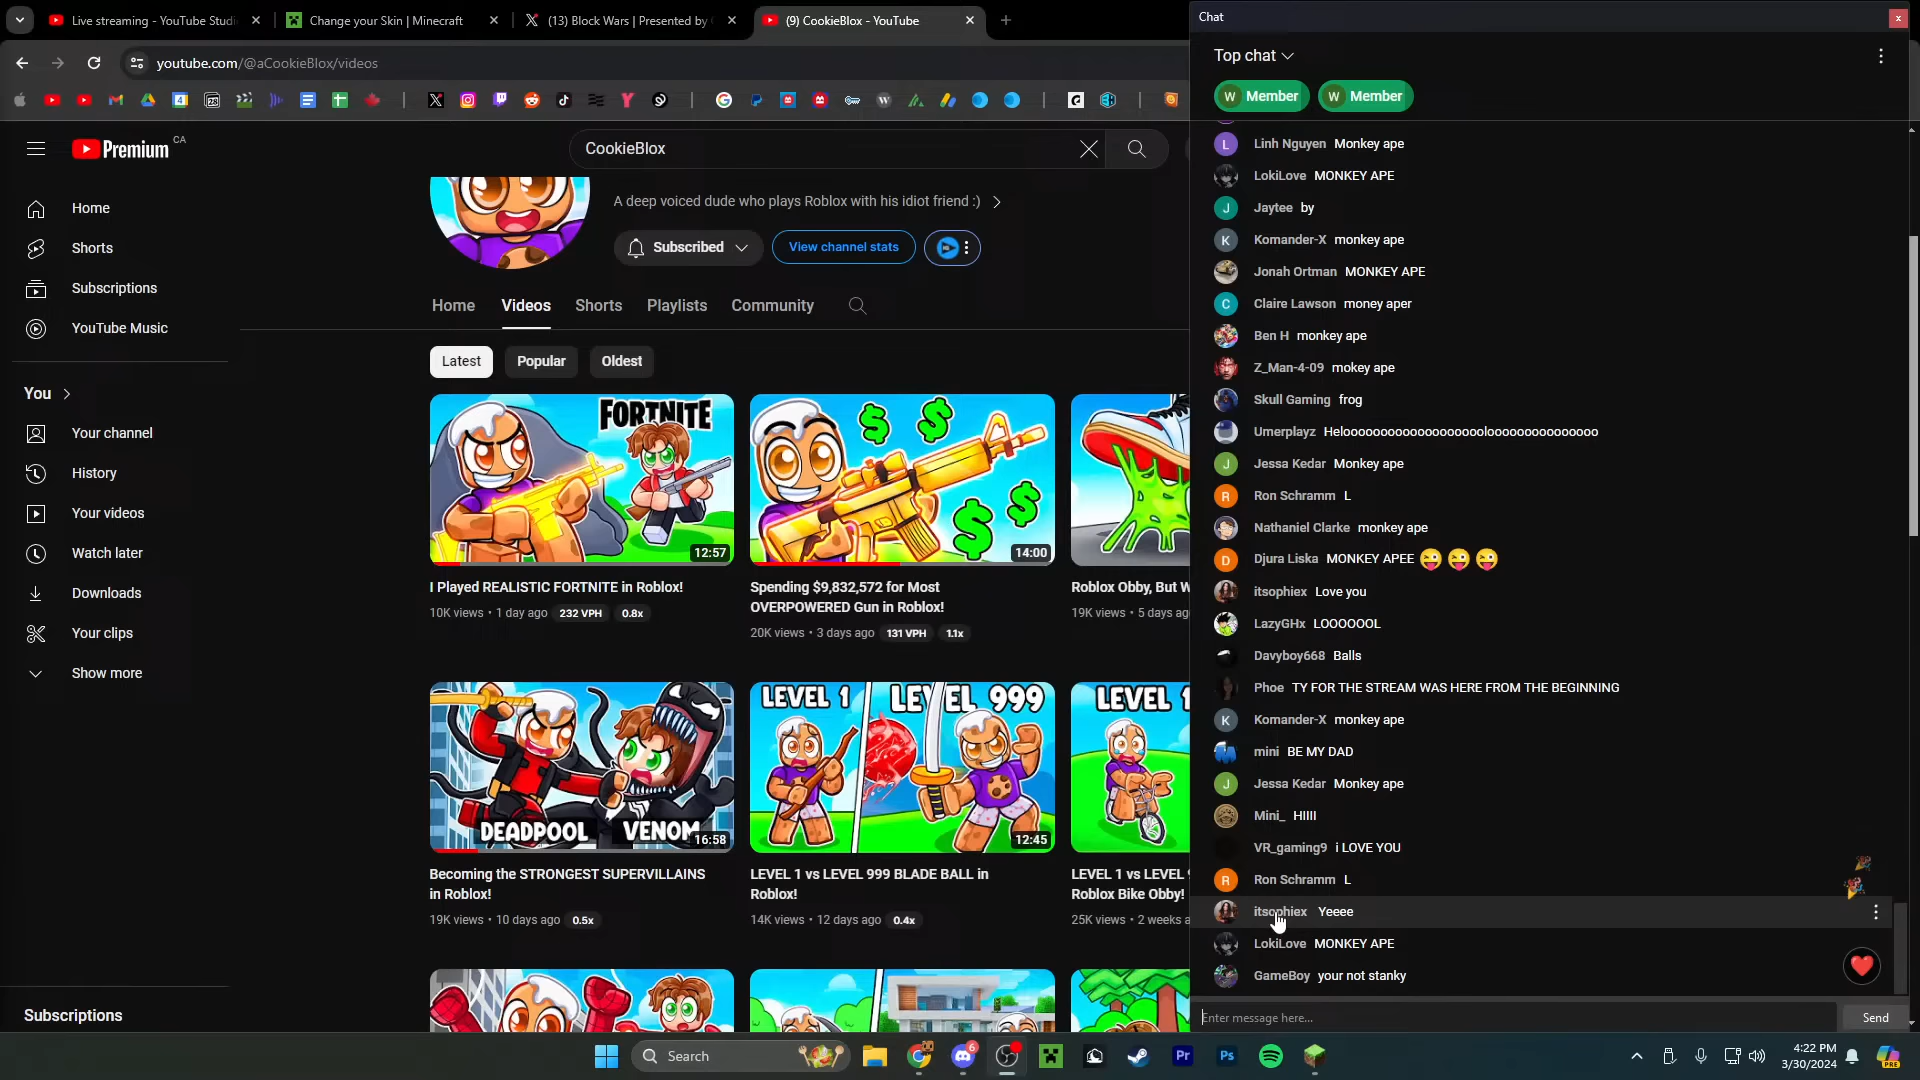 Live streaming - YouTube Studi
Change your Skin | Minecraft
(13) Block Wars | Presented by
(9) CookieBlox - YouTube
Chat
youtube.com/@aCookieBlox/videos
Top chat
W Member
W Member
Premium CA
CookieBlox
Home
Shorts
Subscriptions
YouTube Music
You
Your channel
History
Your videos
Watch later
Downloads
Your clips
Show more
Subscriptions
A deep voiced dude who plays Roblox with his idiot friend :)
Subscribed
View channel stats
Home Videos Shorts Playlists Community
Latest Popular Oldest
FORTNITE
12:57
14:00
I Played REALISTIC FORTNITE in Roblox!
10K views • 1 day ago 232 VPH 0.8x
Spending $9,832,572 for Most
OVERPOWERED Gun in Roblox!
20K views • 3 days ago 131 VPH 1.1x
Roblox Obby, But W
19K views • 5 days ag
DEADPOOL VENOM
16:58
LEVEL 1 LEVEL 999
12:45
LEVEL 1
Becoming the STRONGEST SUPERVILLAINS
in Roblox!
19K views • 10 days ago 0.5x
LEVEL 1 vs LEVEL 999 BLADE BALL in
Roblox!
14K views • 12 days ago 0.4x
LEVEL 1 vs LEVEL 9
Roblox Bike Obby!
25K views • 2 weeks a
L Linh Nguyen Monkey ape
LokiLove MONKEY APE
J Jaytee by
K Komander-X monkey ape
Jonah Ortman MONKEY APE
C Claire Lawson money aper
Ben H monkey ape
Z_Man-4-09 mokey ape
Skull Gaming frog
Umerplayz Helooooooooooooooooooolooooooooooooooo
J Jessa Kedar Monkey ape
R Ron Schramm L
Nathaniel Clarke monkey ape
D Djura Liska MONKEY APEE 😜 😜 😜
itsophiex Love you
LazyGHx LOOOOOOL
Davyboy668 Balls
Phoe TY FOR THE STREAM WAS HERE FROM THE BEGINNING
K Komander-X monkey ape
mini BE MY DAD
J Jessa Kedar Monkey ape
Mini_ HIIII
VR_gaming9 i LOVE YOU
R Ron Schramm L
itsophiex Yeeee
LokiLove MONKEY APE
GameBoy your not stanky
Enter message here...
Send
Search
6
Pr
Ps
4:22 PM
3/30/2024
PRE